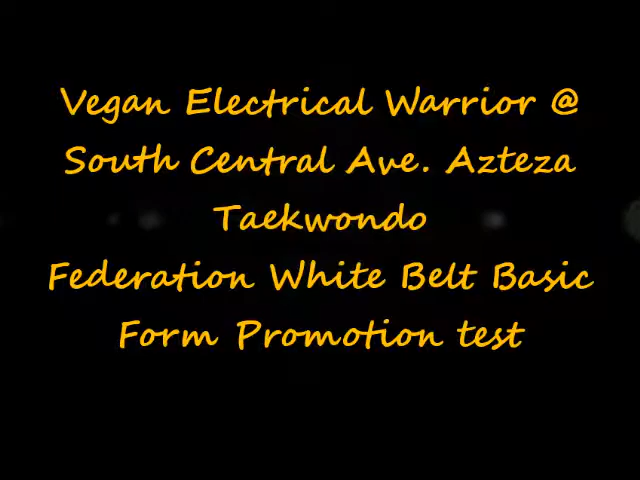 Vegan Electrical Warrior @
South Central Ave. Azteza
Taekwondo
Federation White Belt Basic
Form Promotion test